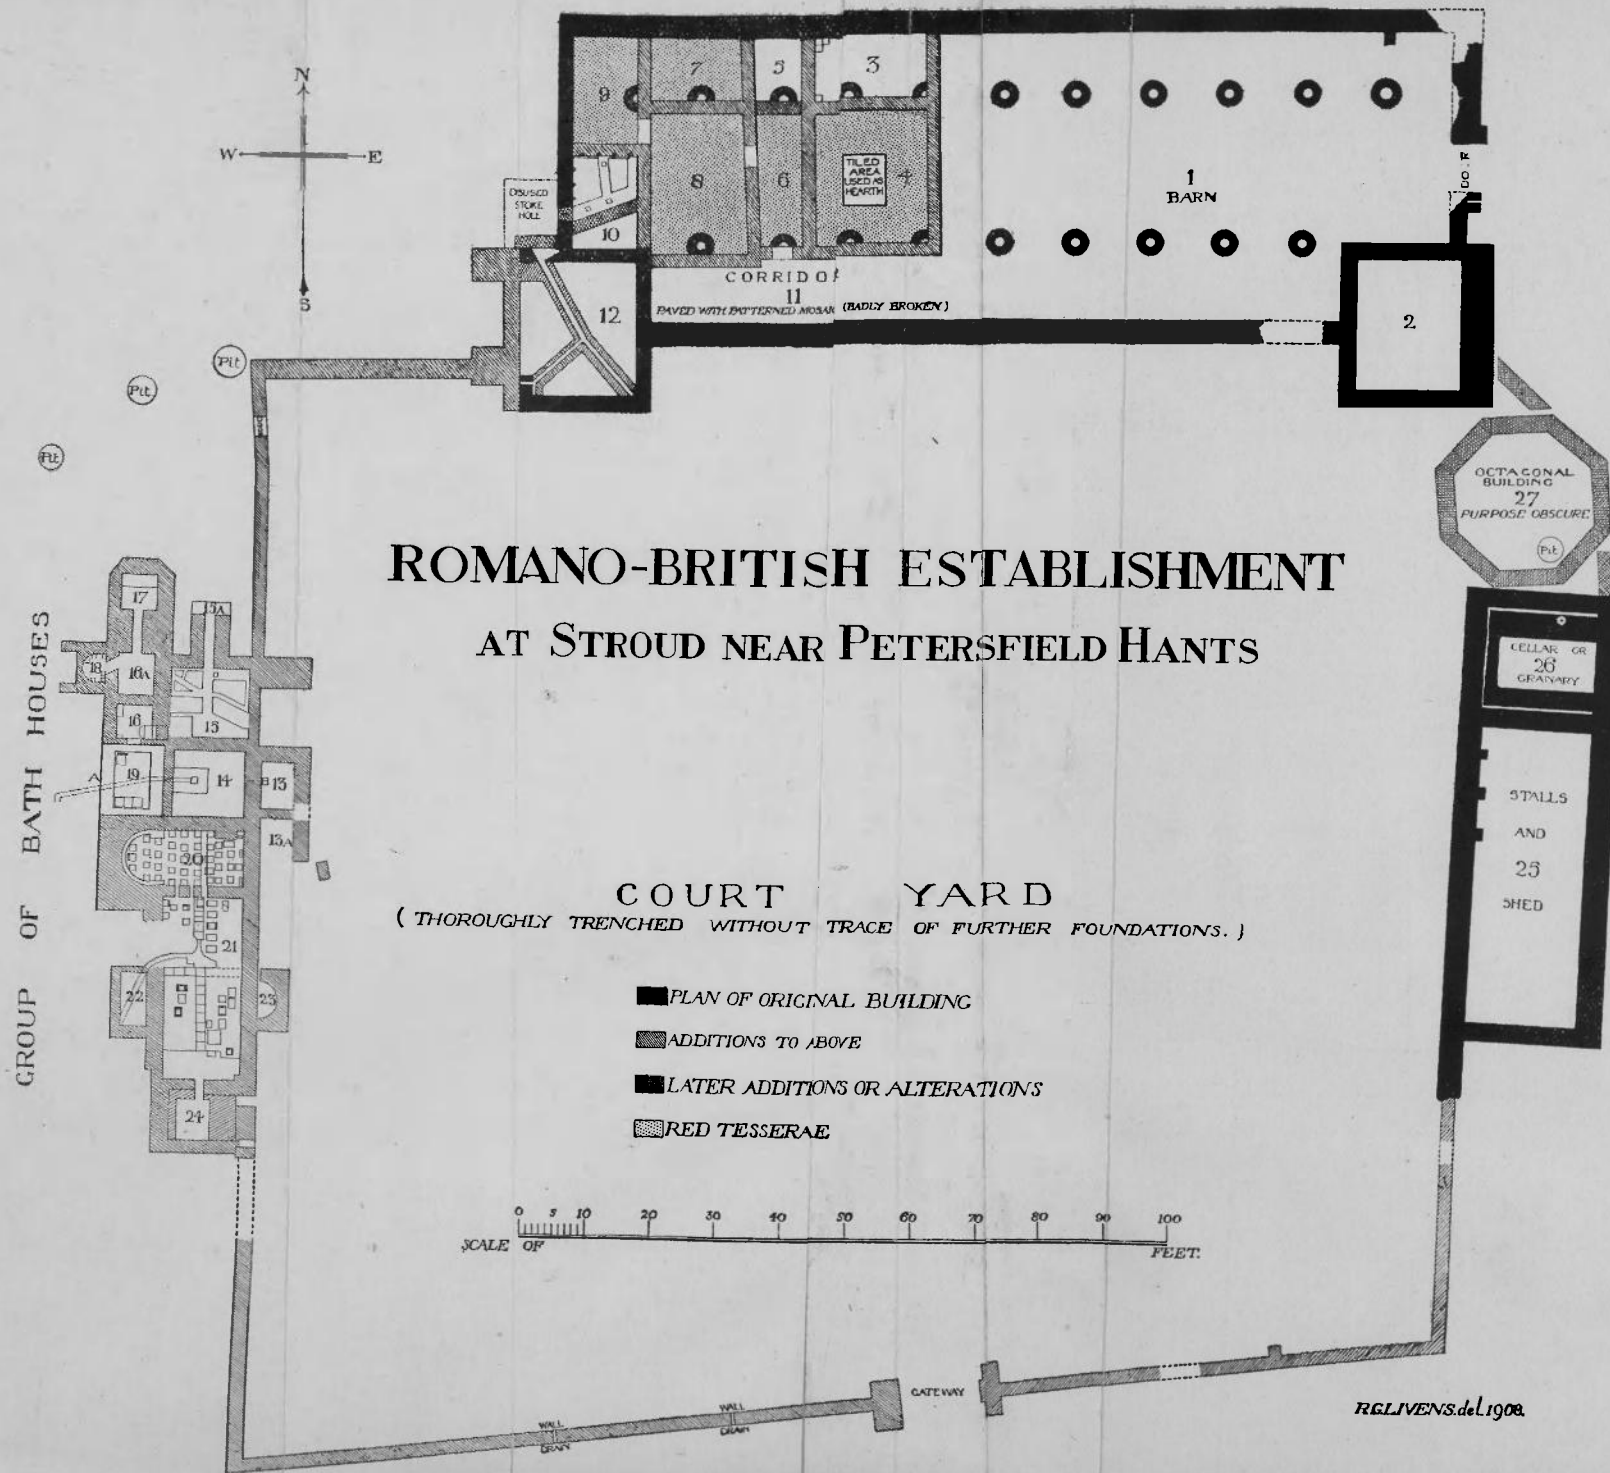 N
W
E
S
9
7
5
3
8
6
TILED
AREA
USED AS
HEARTH
4
1
BARN
DO R
DISUSED
STOKE
HOLE
10
12
CORRIDOR
11
PAVED WITH PATTERNED MOSAIC (BADLY BROKEN)
2
Pit
Pit
Pit
OCTAGONAL
BUILDING
27
PURPOSE OBSCURE
Pit
ROMANO-BRITISH ESTABLISHMENT
AT STROUD NEAR PETERSFIELD HANTS
GROUP OF BATH HOUSES
17
15A
18
16A
16
15
A
19
14
B
13
13A
20
21
22
23
24
CELLAR OR
26
GRANARY
STALLS
AND
25
SHED
COURT YARD
( THOROUGHLY TRENCHED WITHOUT TRACE OF FURTHER FOUNDATIONS. )
PLAN OF ORIGINAL BUILDING
ADDITIONS TO ABOVE
LATER ADDITIONS OR ALTERATIONS
RED TESSERAE
0 5 10 20 30 40 50 60 70 80 90 100
SCALE OF FEET.
WALL
DRAIN
WALL
DRAIN
GATEWAY
R.G.LIVENS.del.1908.